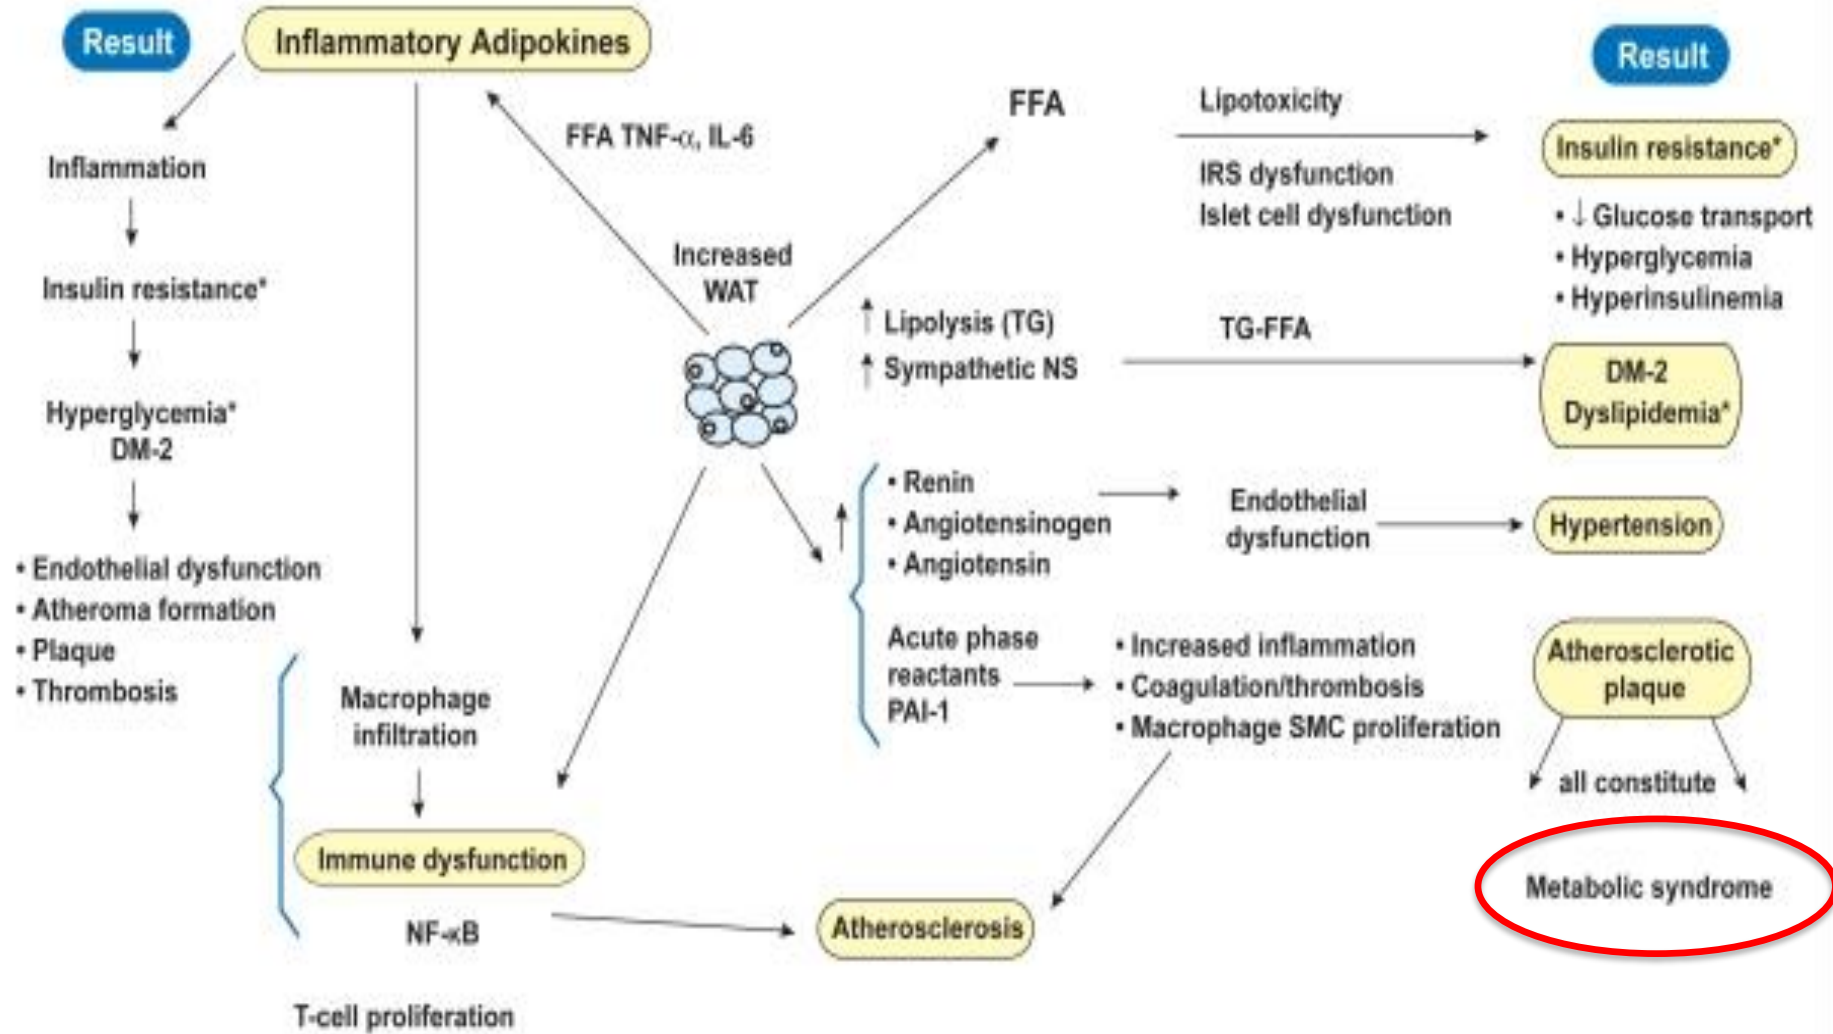 Result
Inflammatory Adipokines
Inflammation
Insulin resistance*
Hyperglycemia*
DM-2
• Endothelial dysfunction
• Atheroma formation
• Plaque
• Thrombosis
FFA TNF-α, IL-6
Increased
WAT
Macrophage
infiltration
Immune dysfunction
NF-κB
T-cell proliferation
Atherosclerosis
FFA
Lipotoxicity
IRS dysfunction
Islet cell dysfunction
↑ Lipolysis (TG)
↑ Sympathetic NS
TG-FFA
↑
• Renin
• Angiotensinogen
• Angiotensin
Endothelial
dysfunction
Acute phase
reactants
PAI-1
• Increased inflammation
• Coagulation/thrombosis
• Macrophage SMC proliferation
Result
Insulin resistance*
• ↓ Glucose transport
• Hyperglycemia
• Hyperinsulinemia
DM-2
Dyslipidemia*
Hypertension
Atherosclerotic
plaque
all constitute
Metabolic syndrome